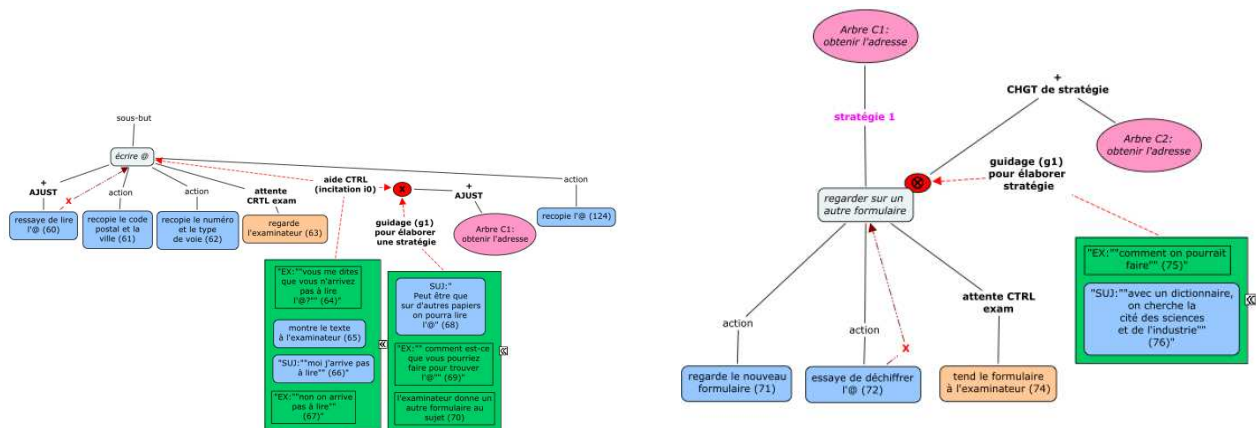 sous-but
écrire @
+
AJUST
X
action
action
attente
CRTL exam
aide CTRL
(incitation i0)
X
+
AJUST
action
guidage (g1)
pour élaborer
une stratégie
ressaye de lire
l'@ (60)
recopie le code
postal et la
ville (61)
recopie le numéro
et le type
de voie (62)
regarde
l'examinateur (63)
Arbre C1:
obtenir l'adresse
recopie l'@ (124)
"EX:""vous me dites
que vous n'arrivez
pas à lire
l'@?"" (64)"
montre le texte
à l'examinateur (65)
"SUJ:""moi j'arrive pas
à lire"" (66)"
"EX:""non on arrive
pas à lire""
(67)"
SUJ:"
Peut être que
sur d'autres papiers
on pourra lire
l'@" (68)
"EX:"" comment est-ce
que vous pourriez
faire pour trouver
l'@"" (69)"
l'examinateur donne un
autre formulaire au
sujet (70)
Arbre C1:
obtenir l'adresse
stratégie 1
+
CHGT de stratégie
Arbre C2:
obtenir l'adresse
guidage (g1)
pour élaborer
stratégie
regarder sur un
autre formulaire
action
action
X
attente CTRL
exam
regarde le nouveau
formulaire (71)
essaye de déchiffrer
l'@ (72)
tend le formulaire
à l'examinateur (74)
"EX:""comment on pourrait
faire"" (75)"
"SUJ:""avec un dictionnaire,
on cherche la
cité des sciences
et de l'industrie""
(76)"